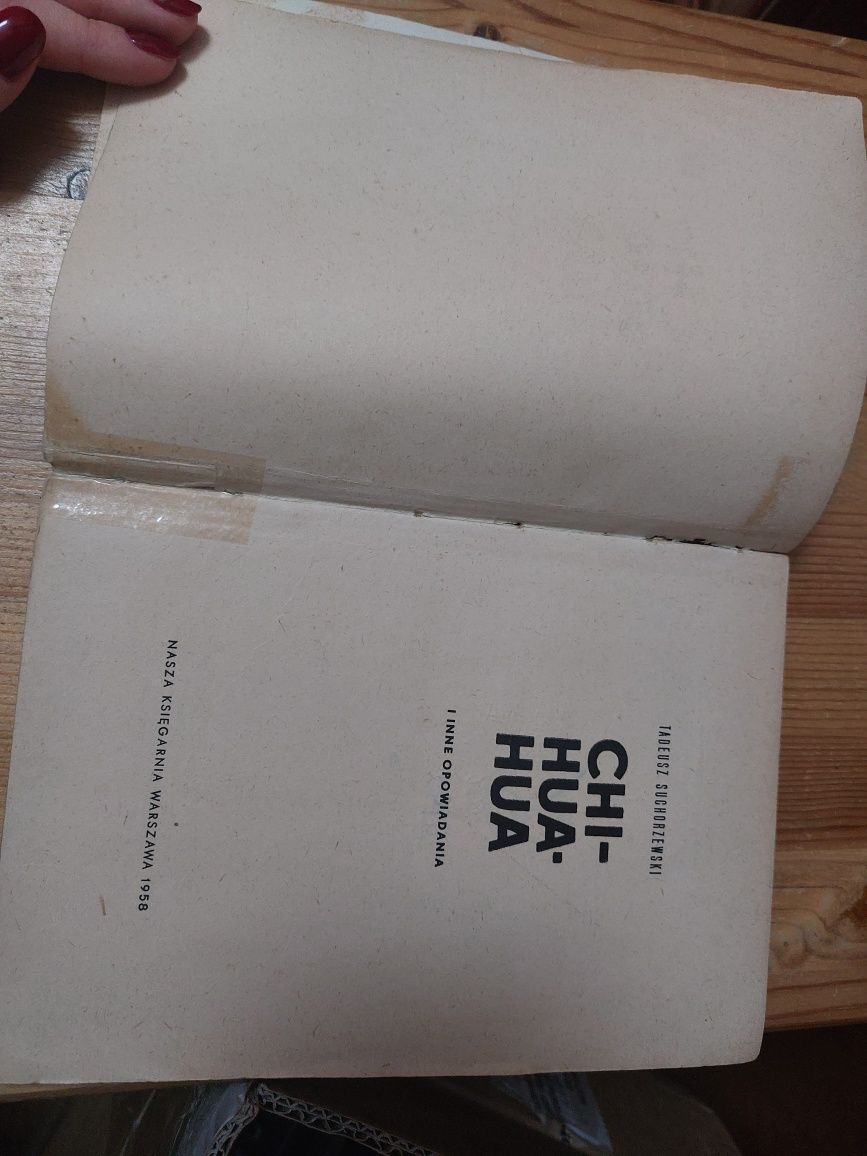 TADEUSZ SUCHORZEWSKI
CHI-
HUA-
HUA
I INNE OPOWIADANIA
NASZA KSIĘGARNIA WARSZAWA 1958